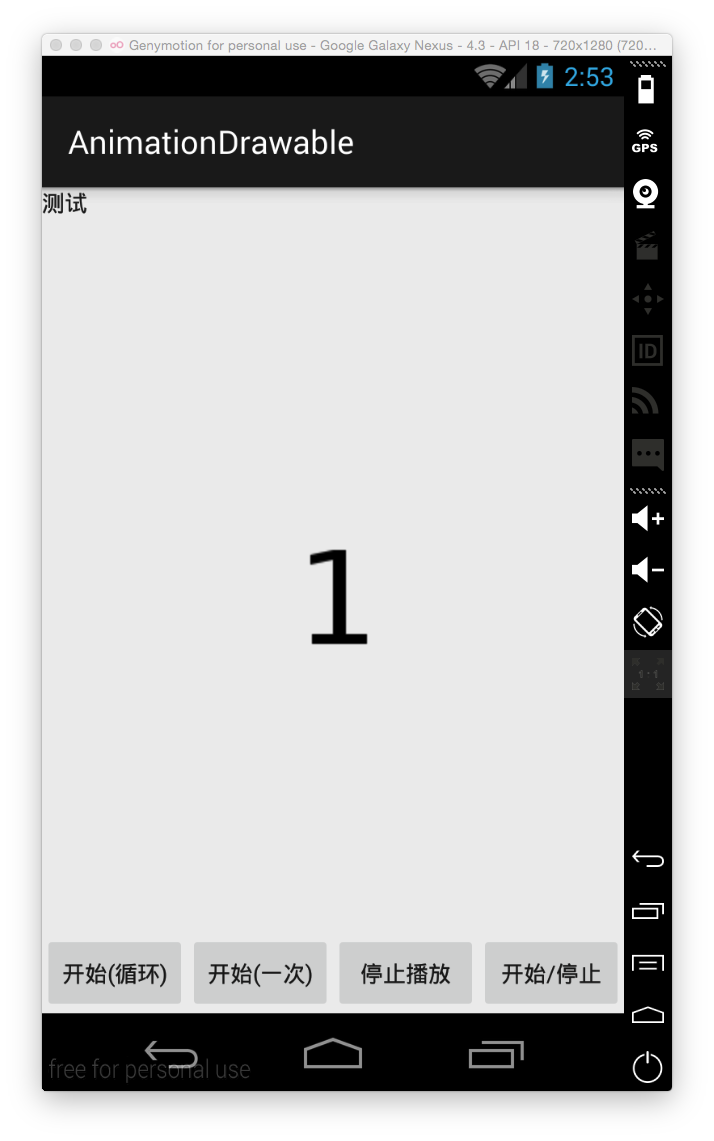 Genymotion for personal use - Google Galaxy Nexus - 4.3 - API 18 - 720x1280 (720...
2:53
AnimationDrawable
GPS
测试
ID
1
1:1
开始(循环) 开始(一次) 停止播放 开始/停止
free for personal use